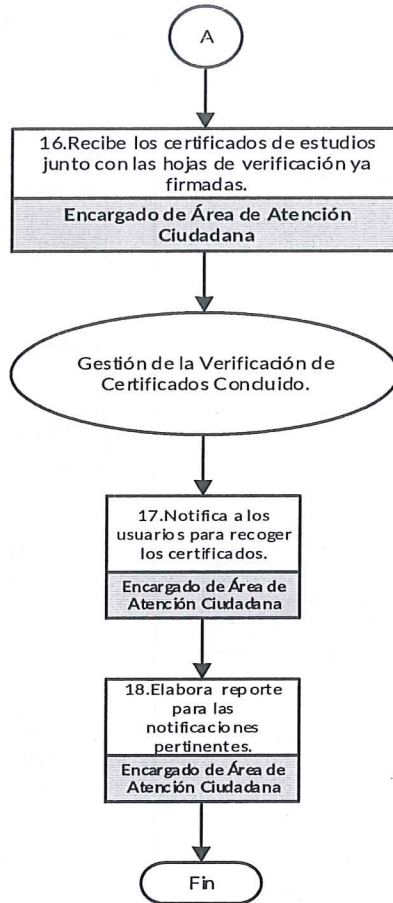 A
16.Recibe los certificados de estudios
junto con las hojas de verificación ya
firmadas.
Encargado de Área de Atención
Ciudadana
Gestión de la Verificación de
Certificados Concluido.
17.Notifica a los
usuarios para recoger
los certificados.
Encargado de Área de
Atención Ciudadana
18.Elabora reporte
para las
notificaciones
pertinentes.
Encargado de Área de
Atención Ciudadana
Fin